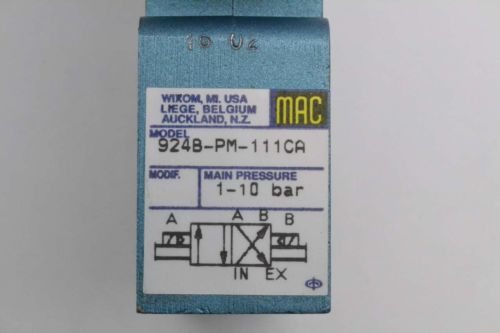 10 02
WIXOM, MI. USA
LIEGE, BELGIUM
AUCKLAND, N.Z.
MAC
MODEL
924B-PM-111CA
MODIF.
MAIN PRESSURE
1-10 bar
A A B B
IN EX